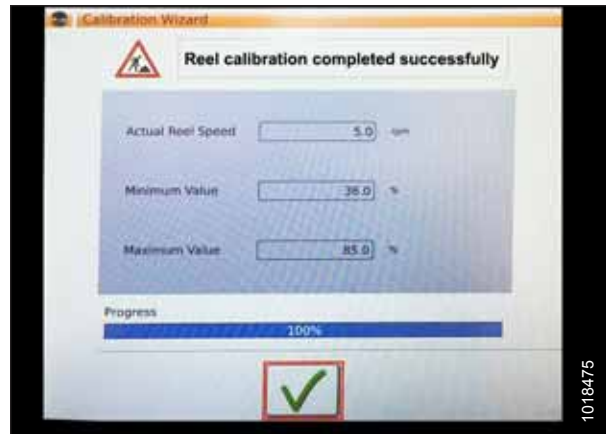 Calibration Wizard
Reel calibration completed successfully
Actual Reel Speed 5.0 rpm
Minimum Value 36.0 %
Maximum Value 85.0 %
Progress
100%
1018475